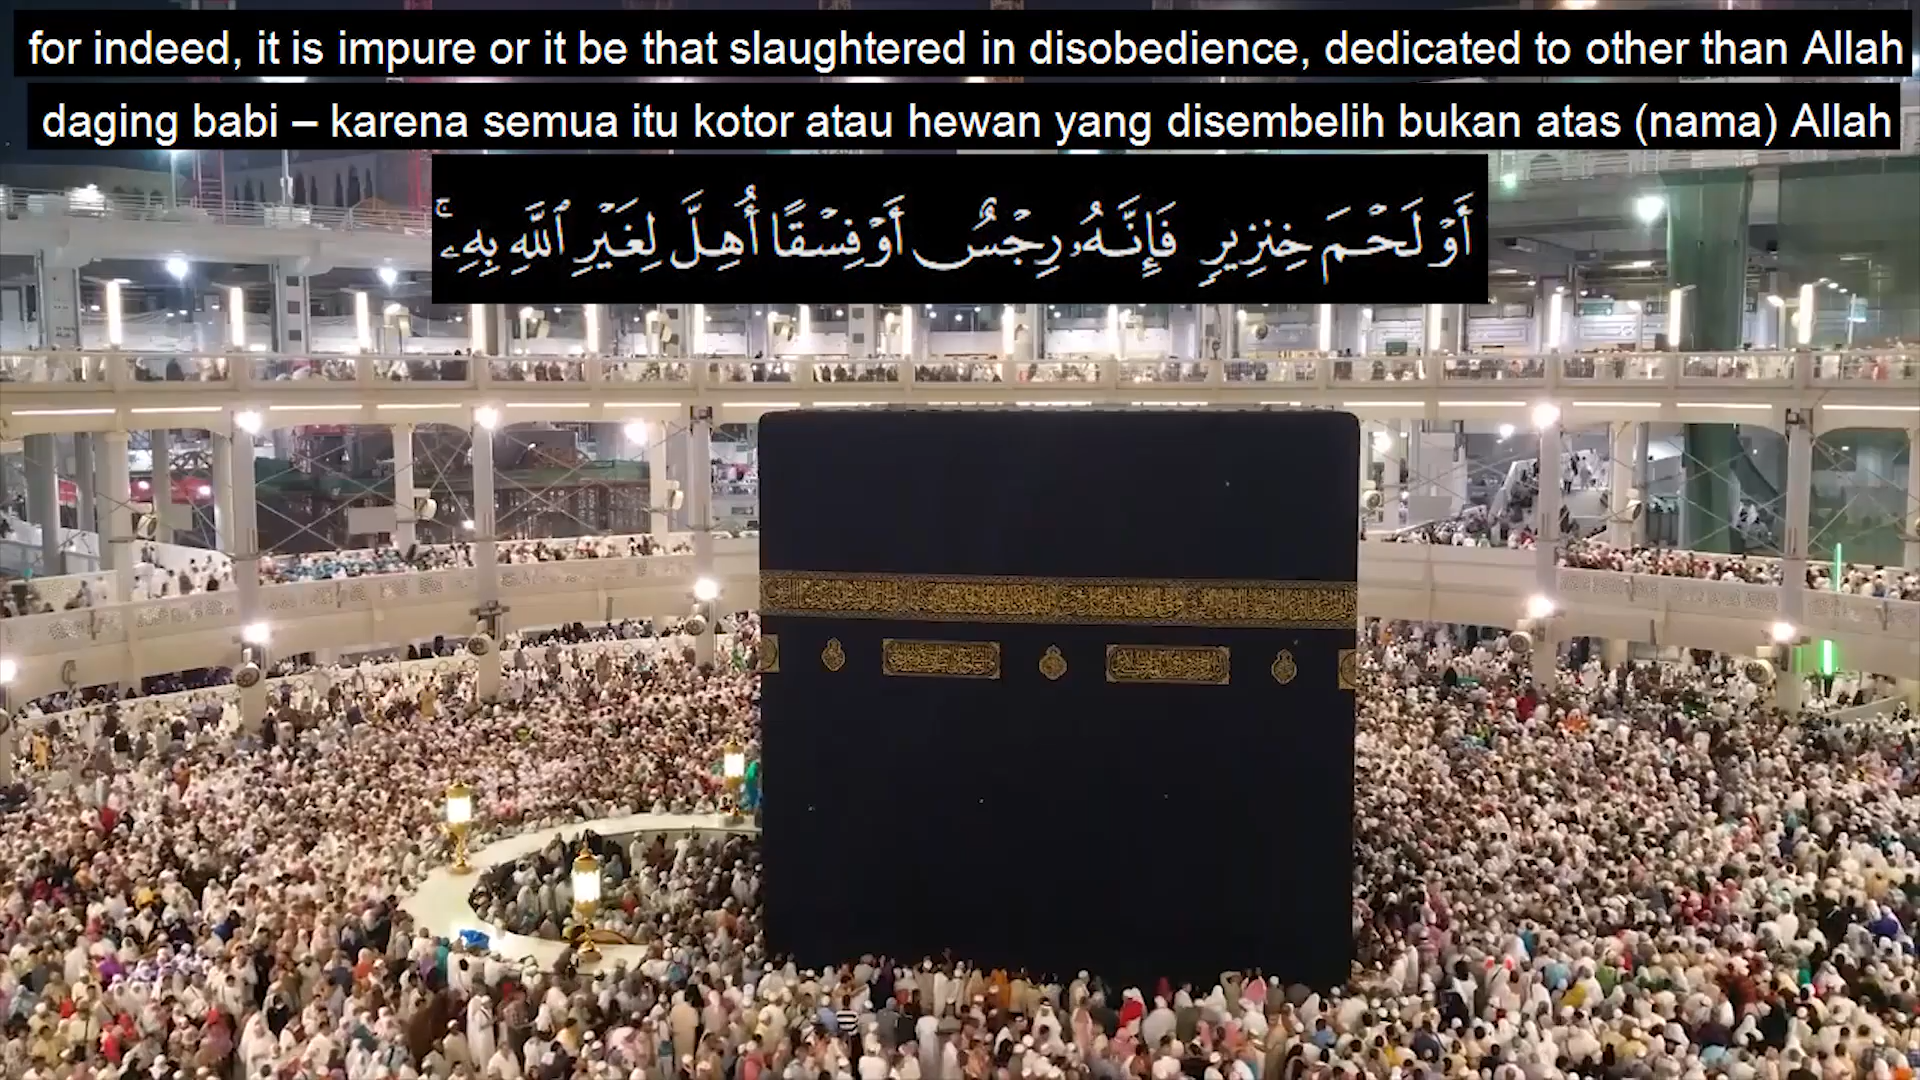 for indeed, it is impure or it be that slaughtered in disobedience, dedicated to other than Allah
daging babi – karena semua itu kotor atau hewan yang disembelih bukan atas (nama) Allah
أَوۡ لَحۡمَ خِنزِيرٖ فَإِنَّهُۥ رِجۡسٌ أَوۡ فِسۡقًا أُهِلَّ لِغَيۡرِ ٱللَّهِ بِهِۦۚ